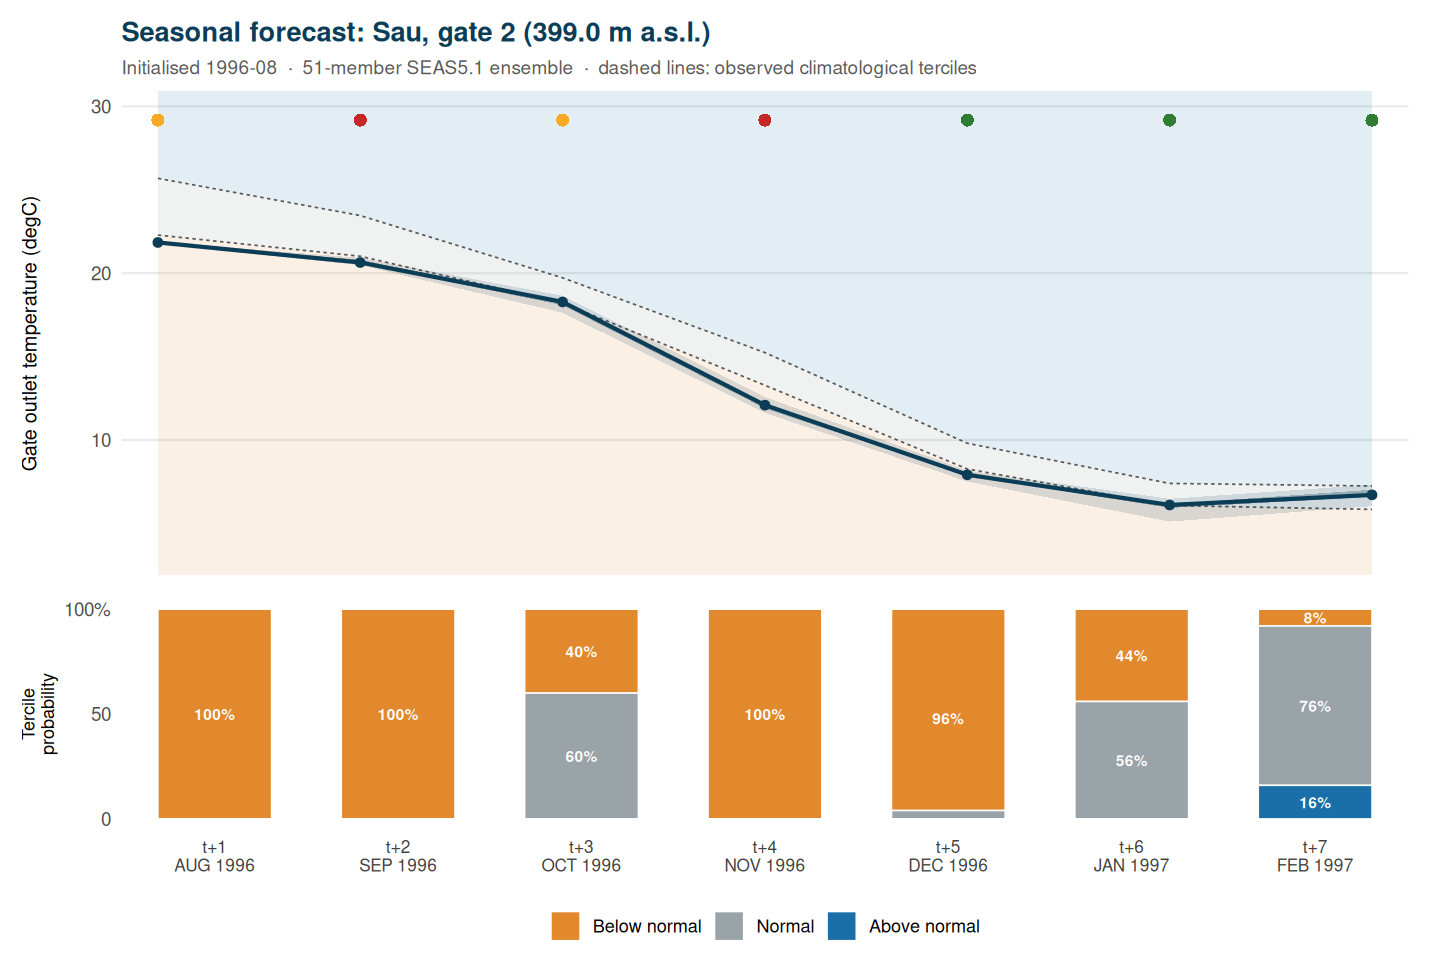 Seasonal forecast: Sau, gate 2 (399.0 m a.s.l.)
Initialised 1996-08 · 51-member SEAS5.1 ensemble · dashed lines: observed climatological terciles
Gate outlet temperature (degC)
30
20
10
Tercile
probability
100%
50
0
100%
100%
40%
60%
100%
96%
44%
56%
8%
76%
16%
t+1
AUG 1996
t+2
SEP 1996
t+3
OCT 1996
t+4
NOV 1996
t+5
DEC 1996
t+6
JAN 1997
t+7
FEB 1997
Below normal
Normal
Above normal